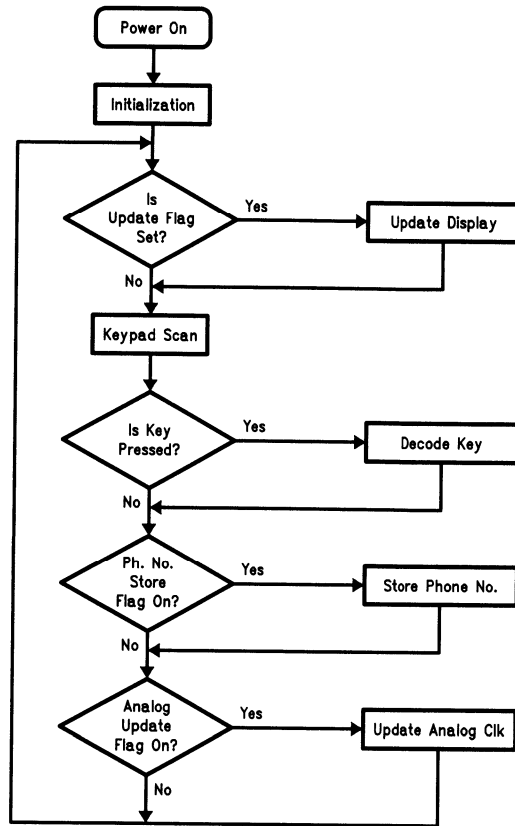 Power On
Initialization
Is
Update Flag
Set?
Yes
Update Display
No
Keypad Scan
Is Key
Pressed?
Yes
Decode Key
No
Ph. No.
Store
Flag On?
Yes
Store Phone No.
No
Analog
Update
Flag On?
Yes
Update Analog Clk
No